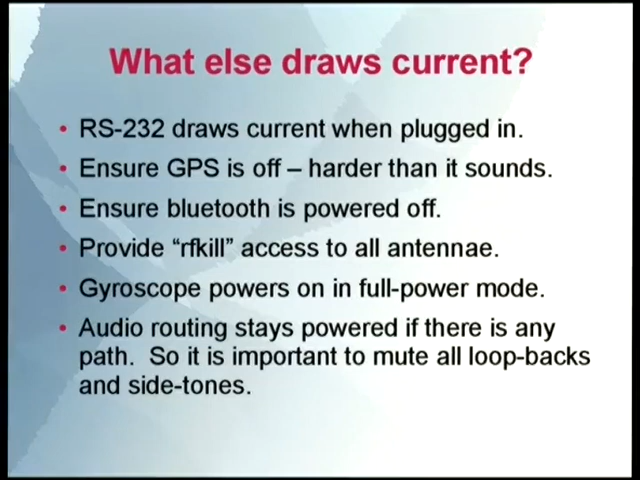 What else draws current?
• RS-232 draws current when plugged in.
• Ensure GPS is off – harder than it sounds.
• Ensure bluetooth is powered off.
• Provide “rfkill” access to all antennae.
• Gyroscope powers on in full-power mode.
• Audio routing stays powered if there is any
path.  So it is important to mute all loop-backs
and side-tones.